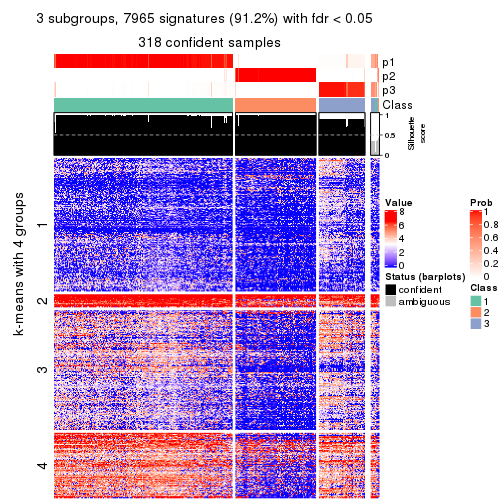 3 subgroups, 7965 signatures (91.2%) with fdr < 0.05
318 confident samples
p1
p2
p3
Class
1
0.5
0
Silhouette
score
k-means with 4 groups
1
2
3
4
Value
8
6
4
2
0
Status (barplots)
confident
ambiguous
Prob
1
0.8
0.6
0.4
0.2
0
Class
1
2
3